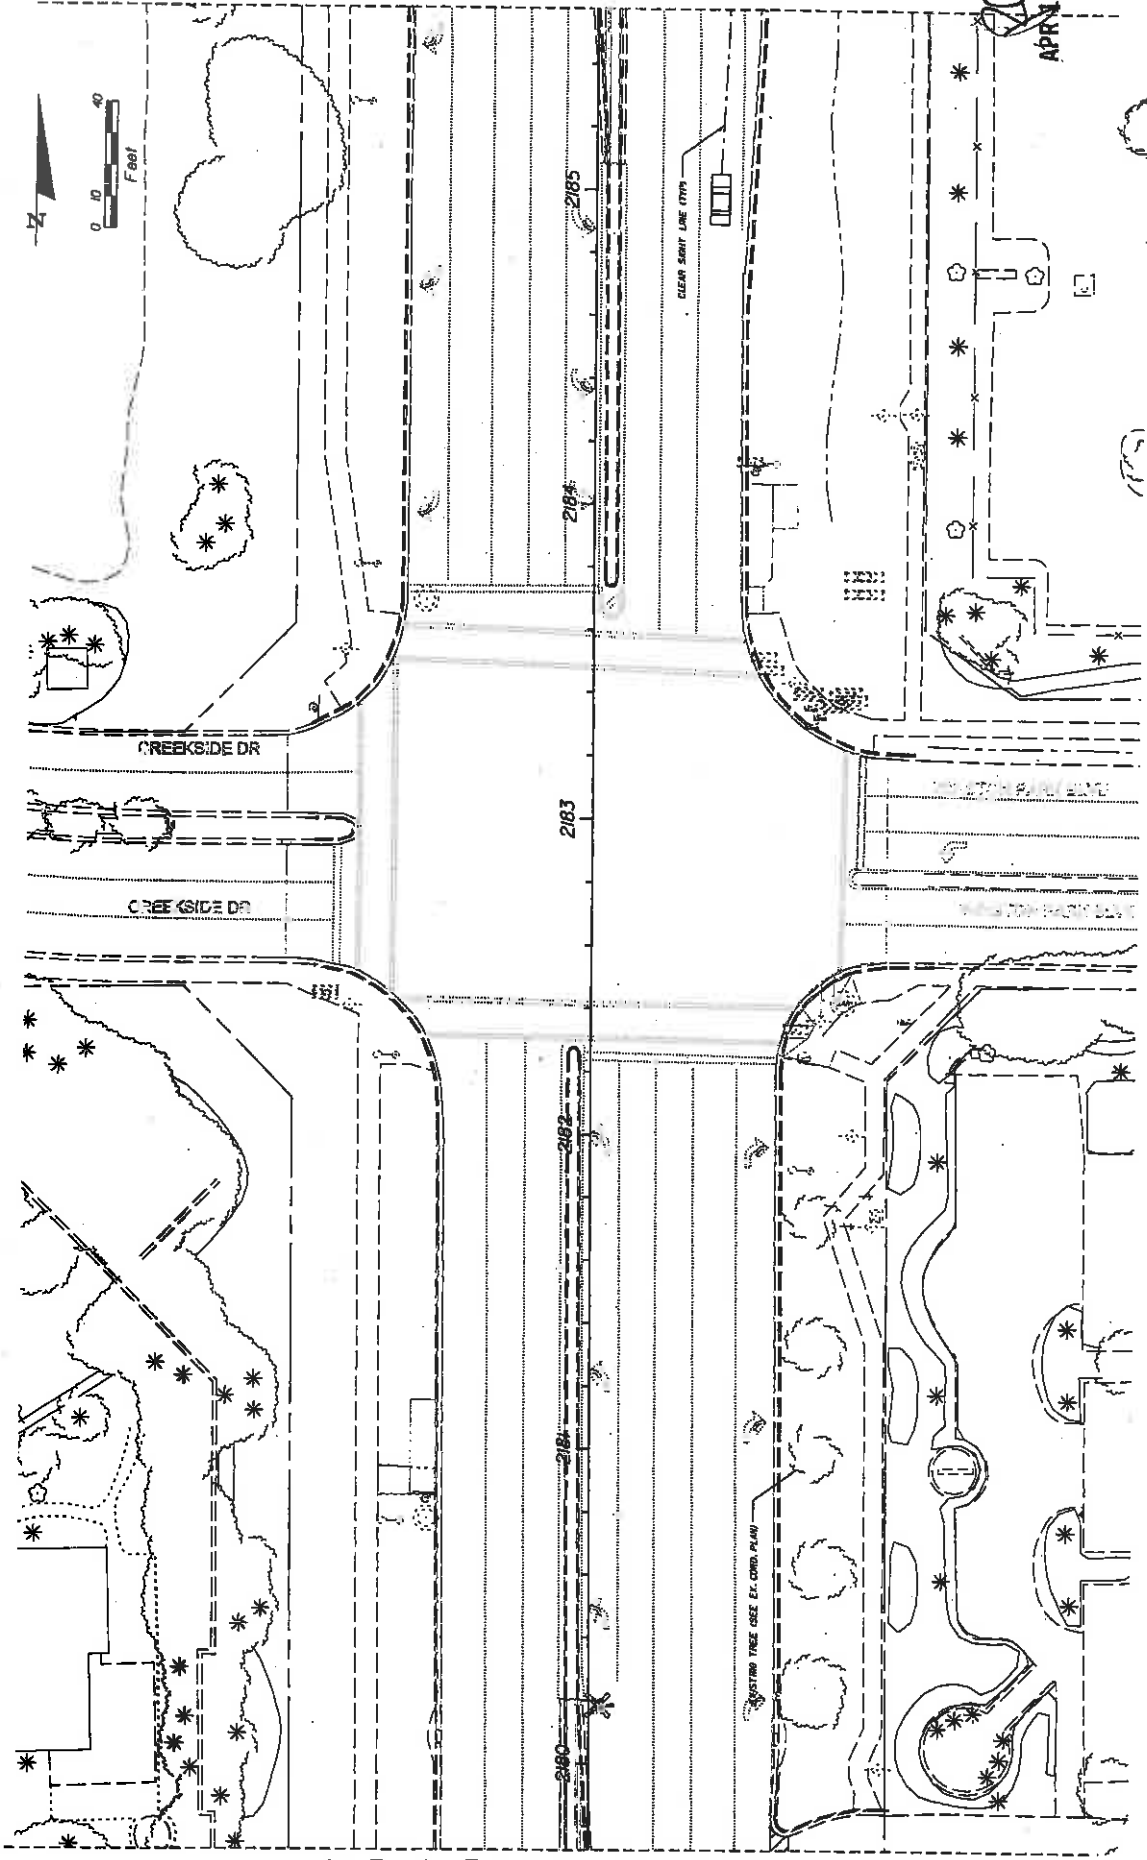 APR
N
0 10 40
Feet
2185
CLEAR SIGHT LINE (TYP)
2184
CREEKSIDE DR
2183
CREEKSIDE DR
2182
2181
EXISTING TREE (SEE EX. COND. PLAN)
2180